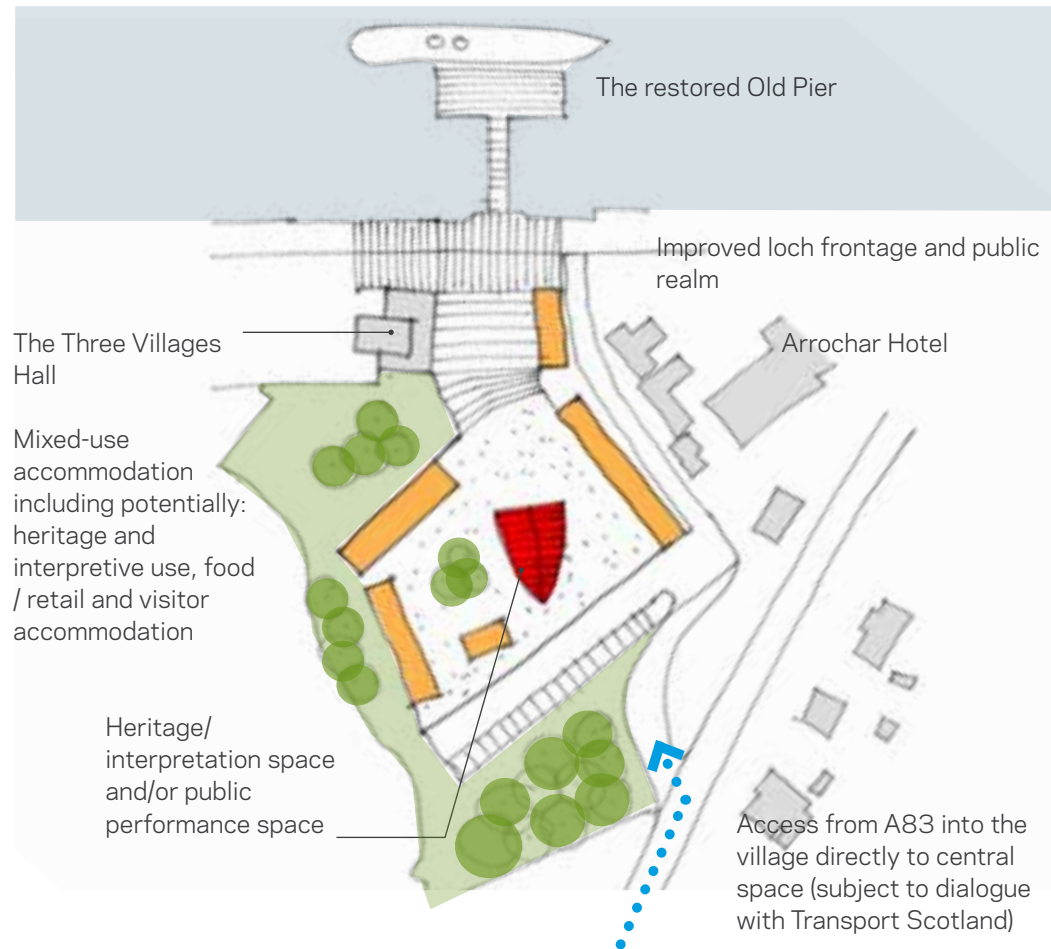 The restored Old Pier
Improved loch frontage and public
realm
The Three Villages
Hall
Arrochar Hotel
Mixed-use
accommodation
including potentially:
heritage and
interpretive use, food
/ retail and visitor
accommodation
Heritage/
interpretation space
and/or public
performance space
Access from A83 into the
village directly to central
space (subject to dialogue
with Transport Scotland)